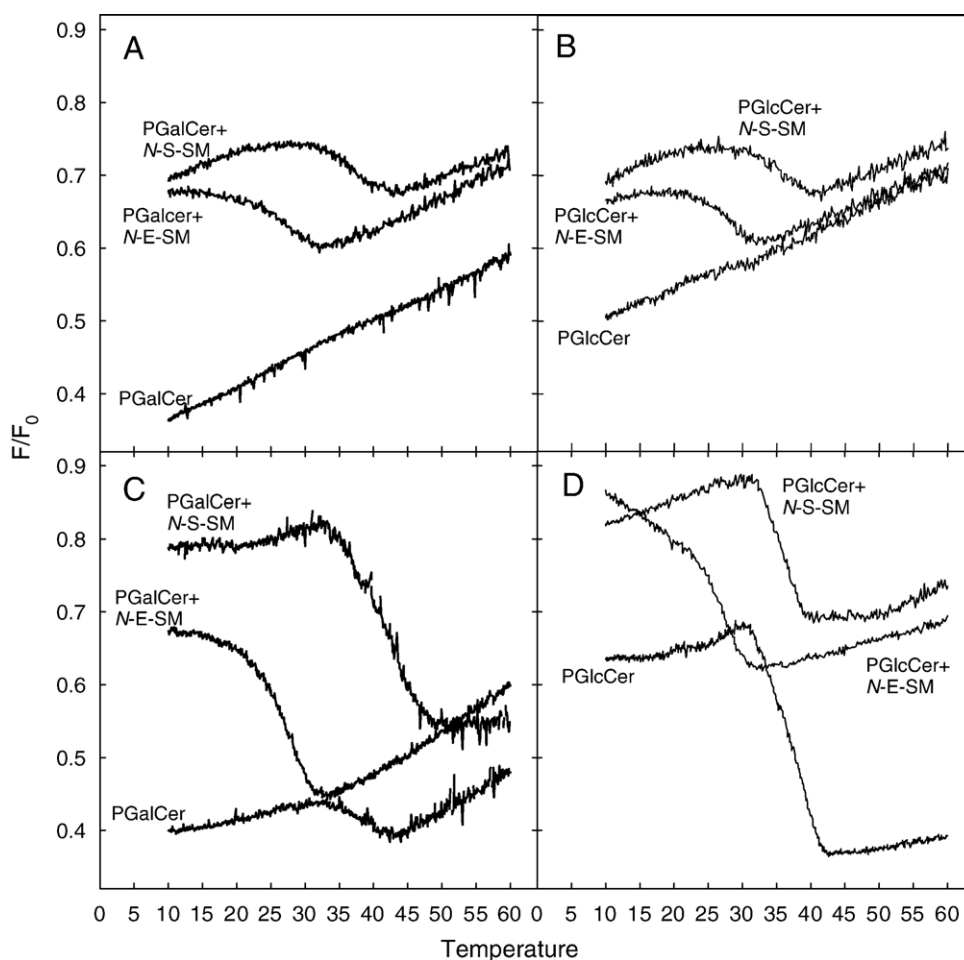 A
B
0.9
0.8
0.7
0.6
0.5
0.4
PGalCer+
N-S-SM
PGalcer+
N-E-SM
PGalCer
PGlcCer+
N-S-SM
PGlcCer+
N-E-SM
PGlcCer
F/F0
C
D
0.9
0.8
0.7
0.6
0.5
0.4
PGalCer+
N-S-SM
PGalCer+
N-E-SM
PGalCer
PGlcCer+
N-S-SM
PGlcCer
PGlcCer+
N-E-SM
0 5 10 15 20 25 30 35 40 45 50 55 60 0 5 10 15 20 25 30 35 40 45 50 55 60
Temperature